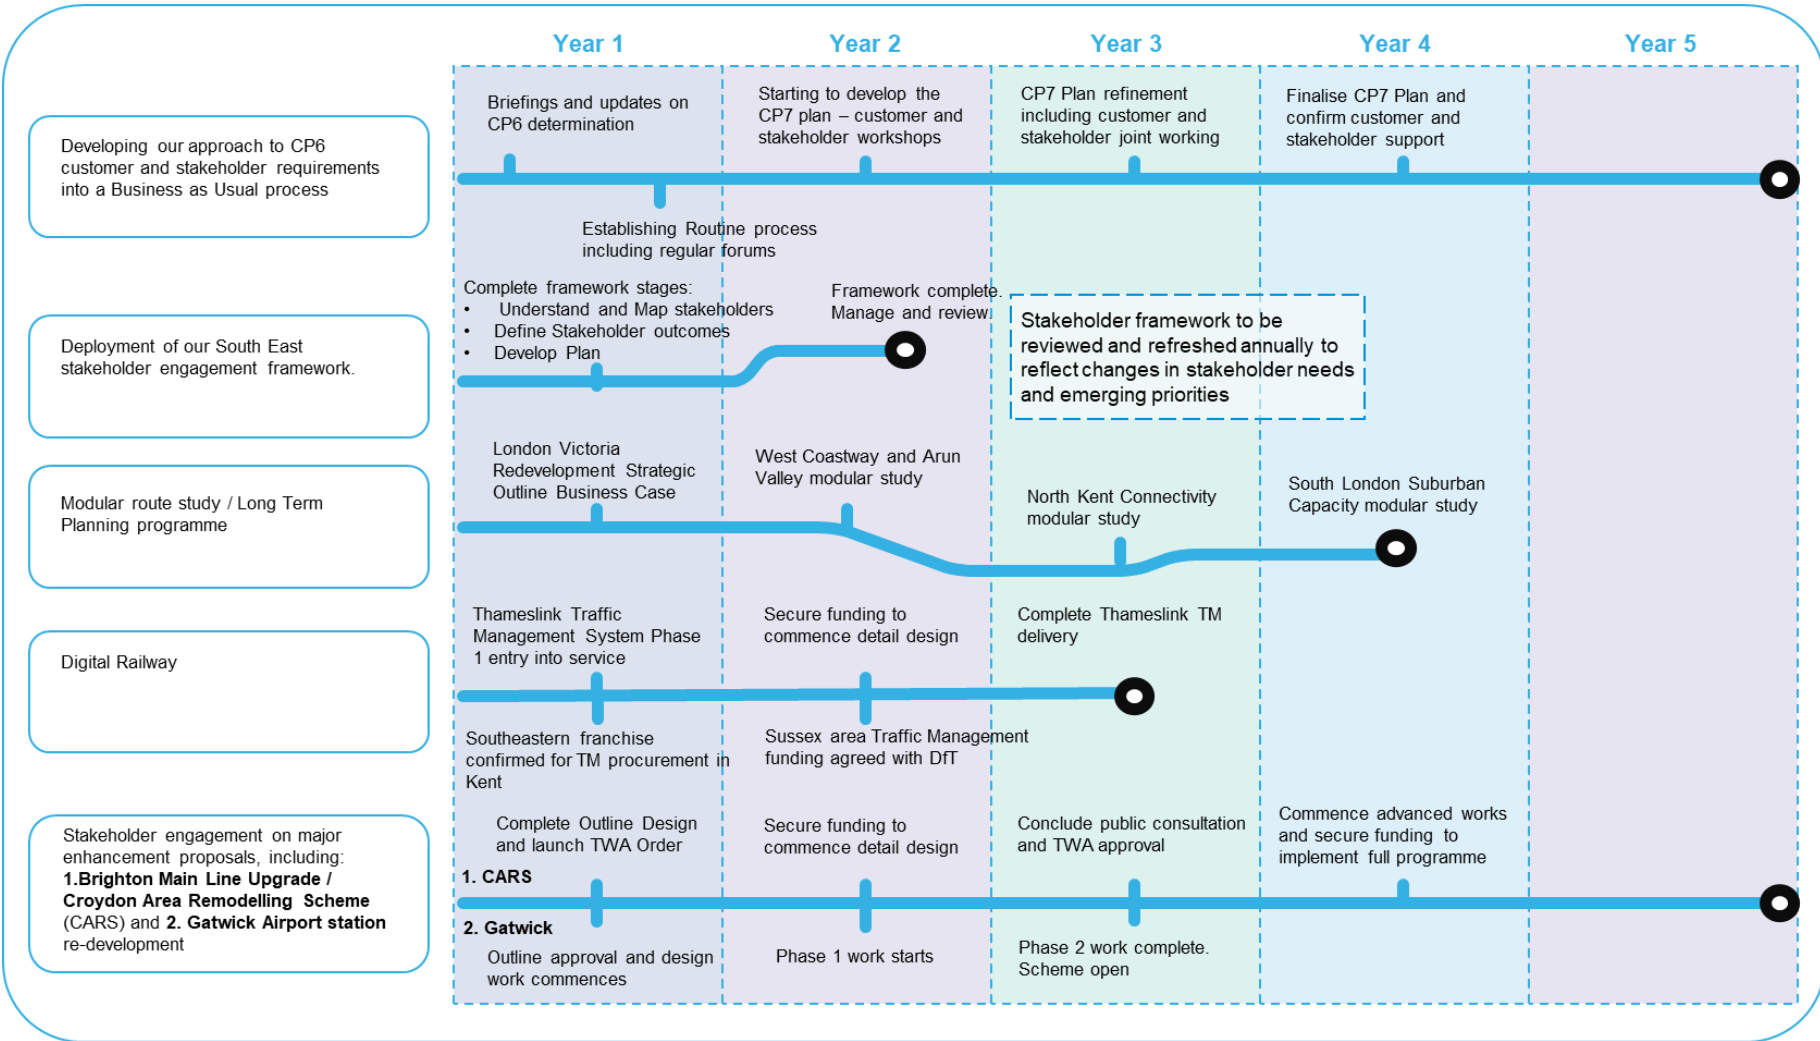 Year 1
Year 2
Year 3
Year 4
Year 5
Developing our approach to CP6
customer and stakeholder requirements
into a Business as Usual process
Briefings and updates on
CP6 determination
Starting to develop the
CP7 plan – customer and
stakeholder workshops
CP7 Plan refinement
including customer and
stakeholder joint working
Finalise CP7 Plan and
confirm customer and
stakeholder support
Establishing Routine process
including regular forums
Deployment of our South East
stakeholder engagement framework.
Complete framework stages:
• Understand and Map stakeholders
• Define Stakeholder outcomes
• Develop Plan
Framework complete.
Manage and review.
Stakeholder framework to be
reviewed and refreshed annually to
reflect changes in stakeholder needs
and emerging priorities
Modular route study / Long Term
Planning programme
London Victoria
Redevelopment Strategic
Outline Business Case
West Coastway and Arun
Valley modular study
North Kent Connectivity
modular study
South London Suburban
Capacity modular study
Digital Railway
Thameslink Traffic
Management System Phase
1 entry into service
Secure funding to
commence detail design
Complete Thameslink TM
delivery
Southeastern franchise
confirmed for TM procurement in
Kent
Sussex area Traffic Management
funding agreed with DfT
Stakeholder engagement on major
enhancement proposals, including:
1.Brighton Main Line Upgrade /
Croydon Area Remodelling Scheme
(CARS) and 2. Gatwick Airport station
re-development
Complete Outline Design
and launch TWA Order
Secure funding to
commence detail design
Conclude public consultation
and TWA approval
Commence advanced works
and secure funding to
implement full programme
1. CARS
2. Gatwick
Outline approval and design
work commences
Phase 1 work starts
Phase 2 work complete.
Scheme open